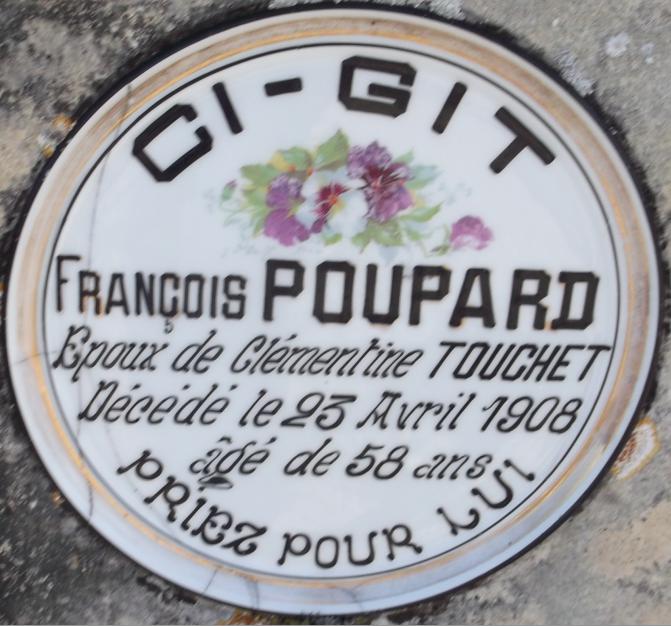 CI-GIT
FRANÇOIS POUPARD
Epoux de Clémentine TOUCHET
Décédé le 23 Avril 1908
âgé de 58 ans
PRIEZ POUR LUI